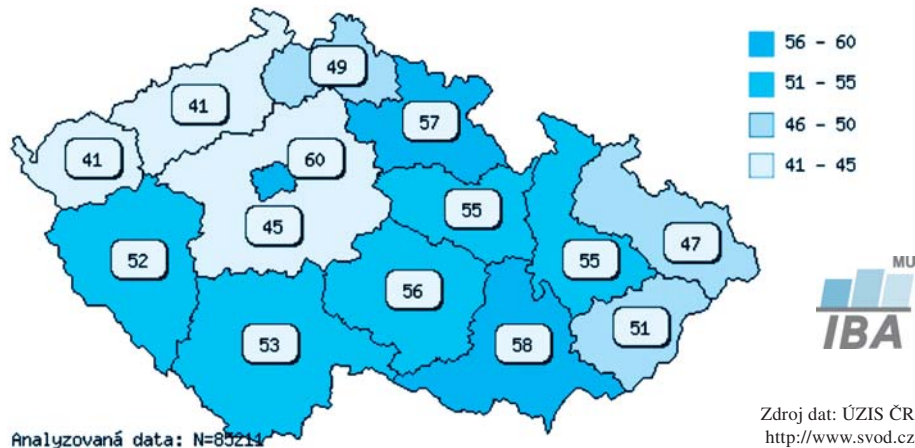 56 - 60
51 - 55
46 - 50
41 - 45
49
41
57
41
60
55
45
47
52
55
56
51
53
58
MU
IBA
Analyzovaná data: N=85211
Zdroj dat: ÚZIS ČR
http://www.svod.cz